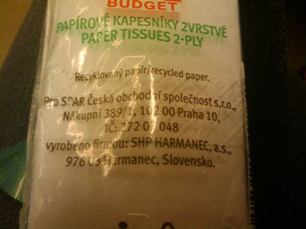 BUDGET
PAPÍROVÉ KAPESNÍKY 2VRSTVÉ
PAPER TISSUES 2-PLY
Recyklovaný papír/recycled paper.
Pro SPAR Česká obchodní společnost s.r.o.,
Nákupní 389/1, 102 00 Praha 10,
IČ: 272 07 048
vyrobeno firmou: SHP HARMANEC, a.s.,
976 03 Harmanec, Slovensko.